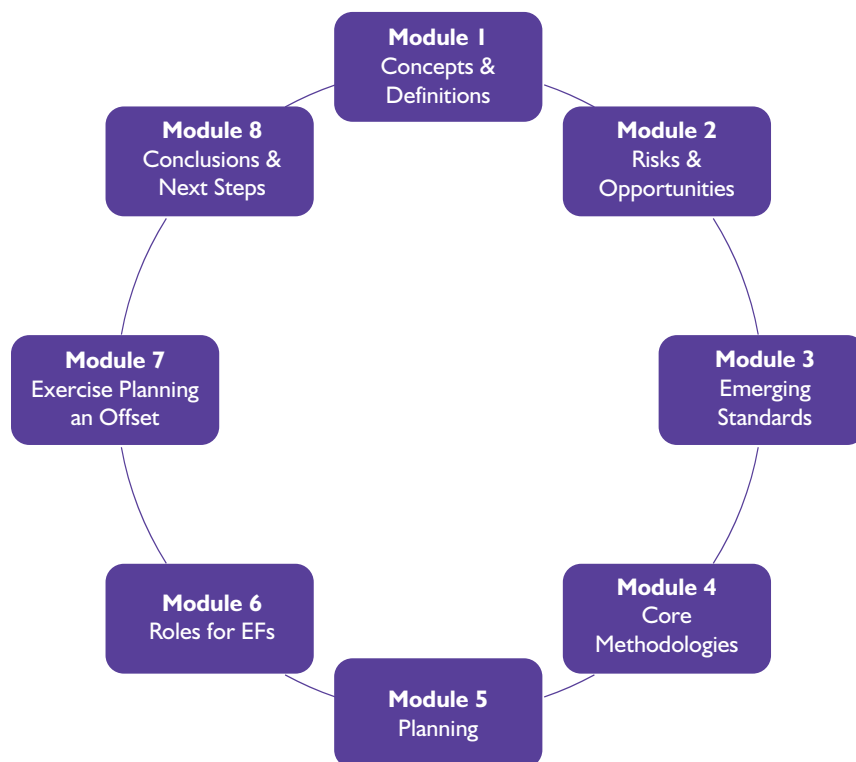 Module 1
Concepts &
Definitions
Module 2
Risks &
Opportunities
Module 3
Emerging
Standards
Module 4
Core
Methodologies
Module 5
Planning
Module 6
Roles for EFs
Module 7
Exercise Planning
an Offset
Module 8
Conclusions &
Next Steps